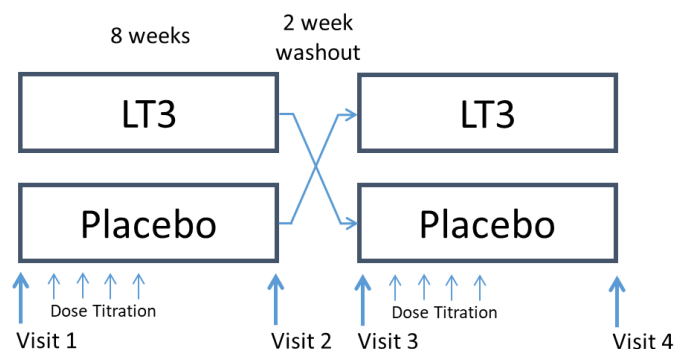 8 weeks
2 week
washout
LT3
LT3
Placebo
Placebo
Dose Titration
Dose Titration
Visit 1
Visit 2
Visit 3
Visit 4